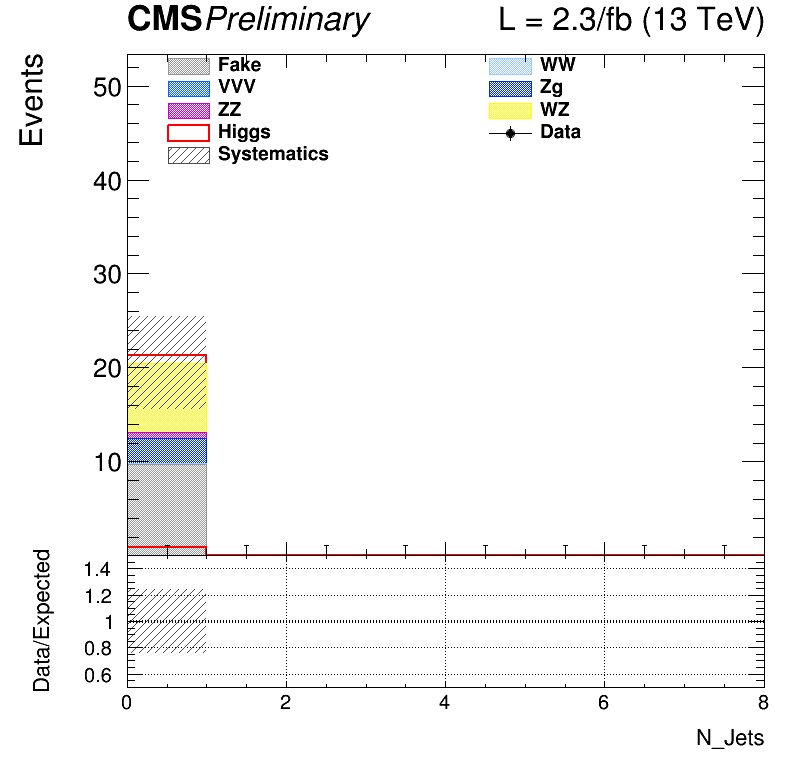 CMS Preliminary L = 2.3/fb (13 TeV)
Events
Fake WW
VVV Zg
ZZ WZ
Higgs Data
Systematics
50
40
30
20
10
Data/Expected
1.4
1.2
1
0.8
0.6
0 2 4 6 8
N_Jets